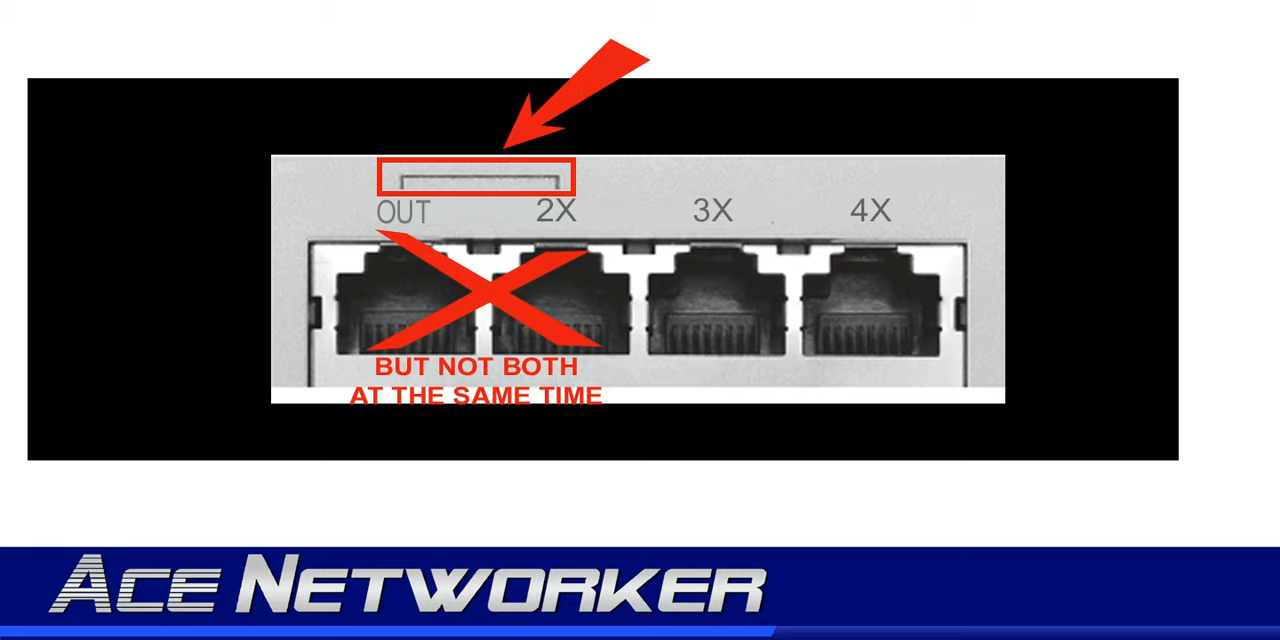 OUT 2X 3X 4X
BUT NOT BOTH
AT THE SAME TIME
ACE NETWORKER